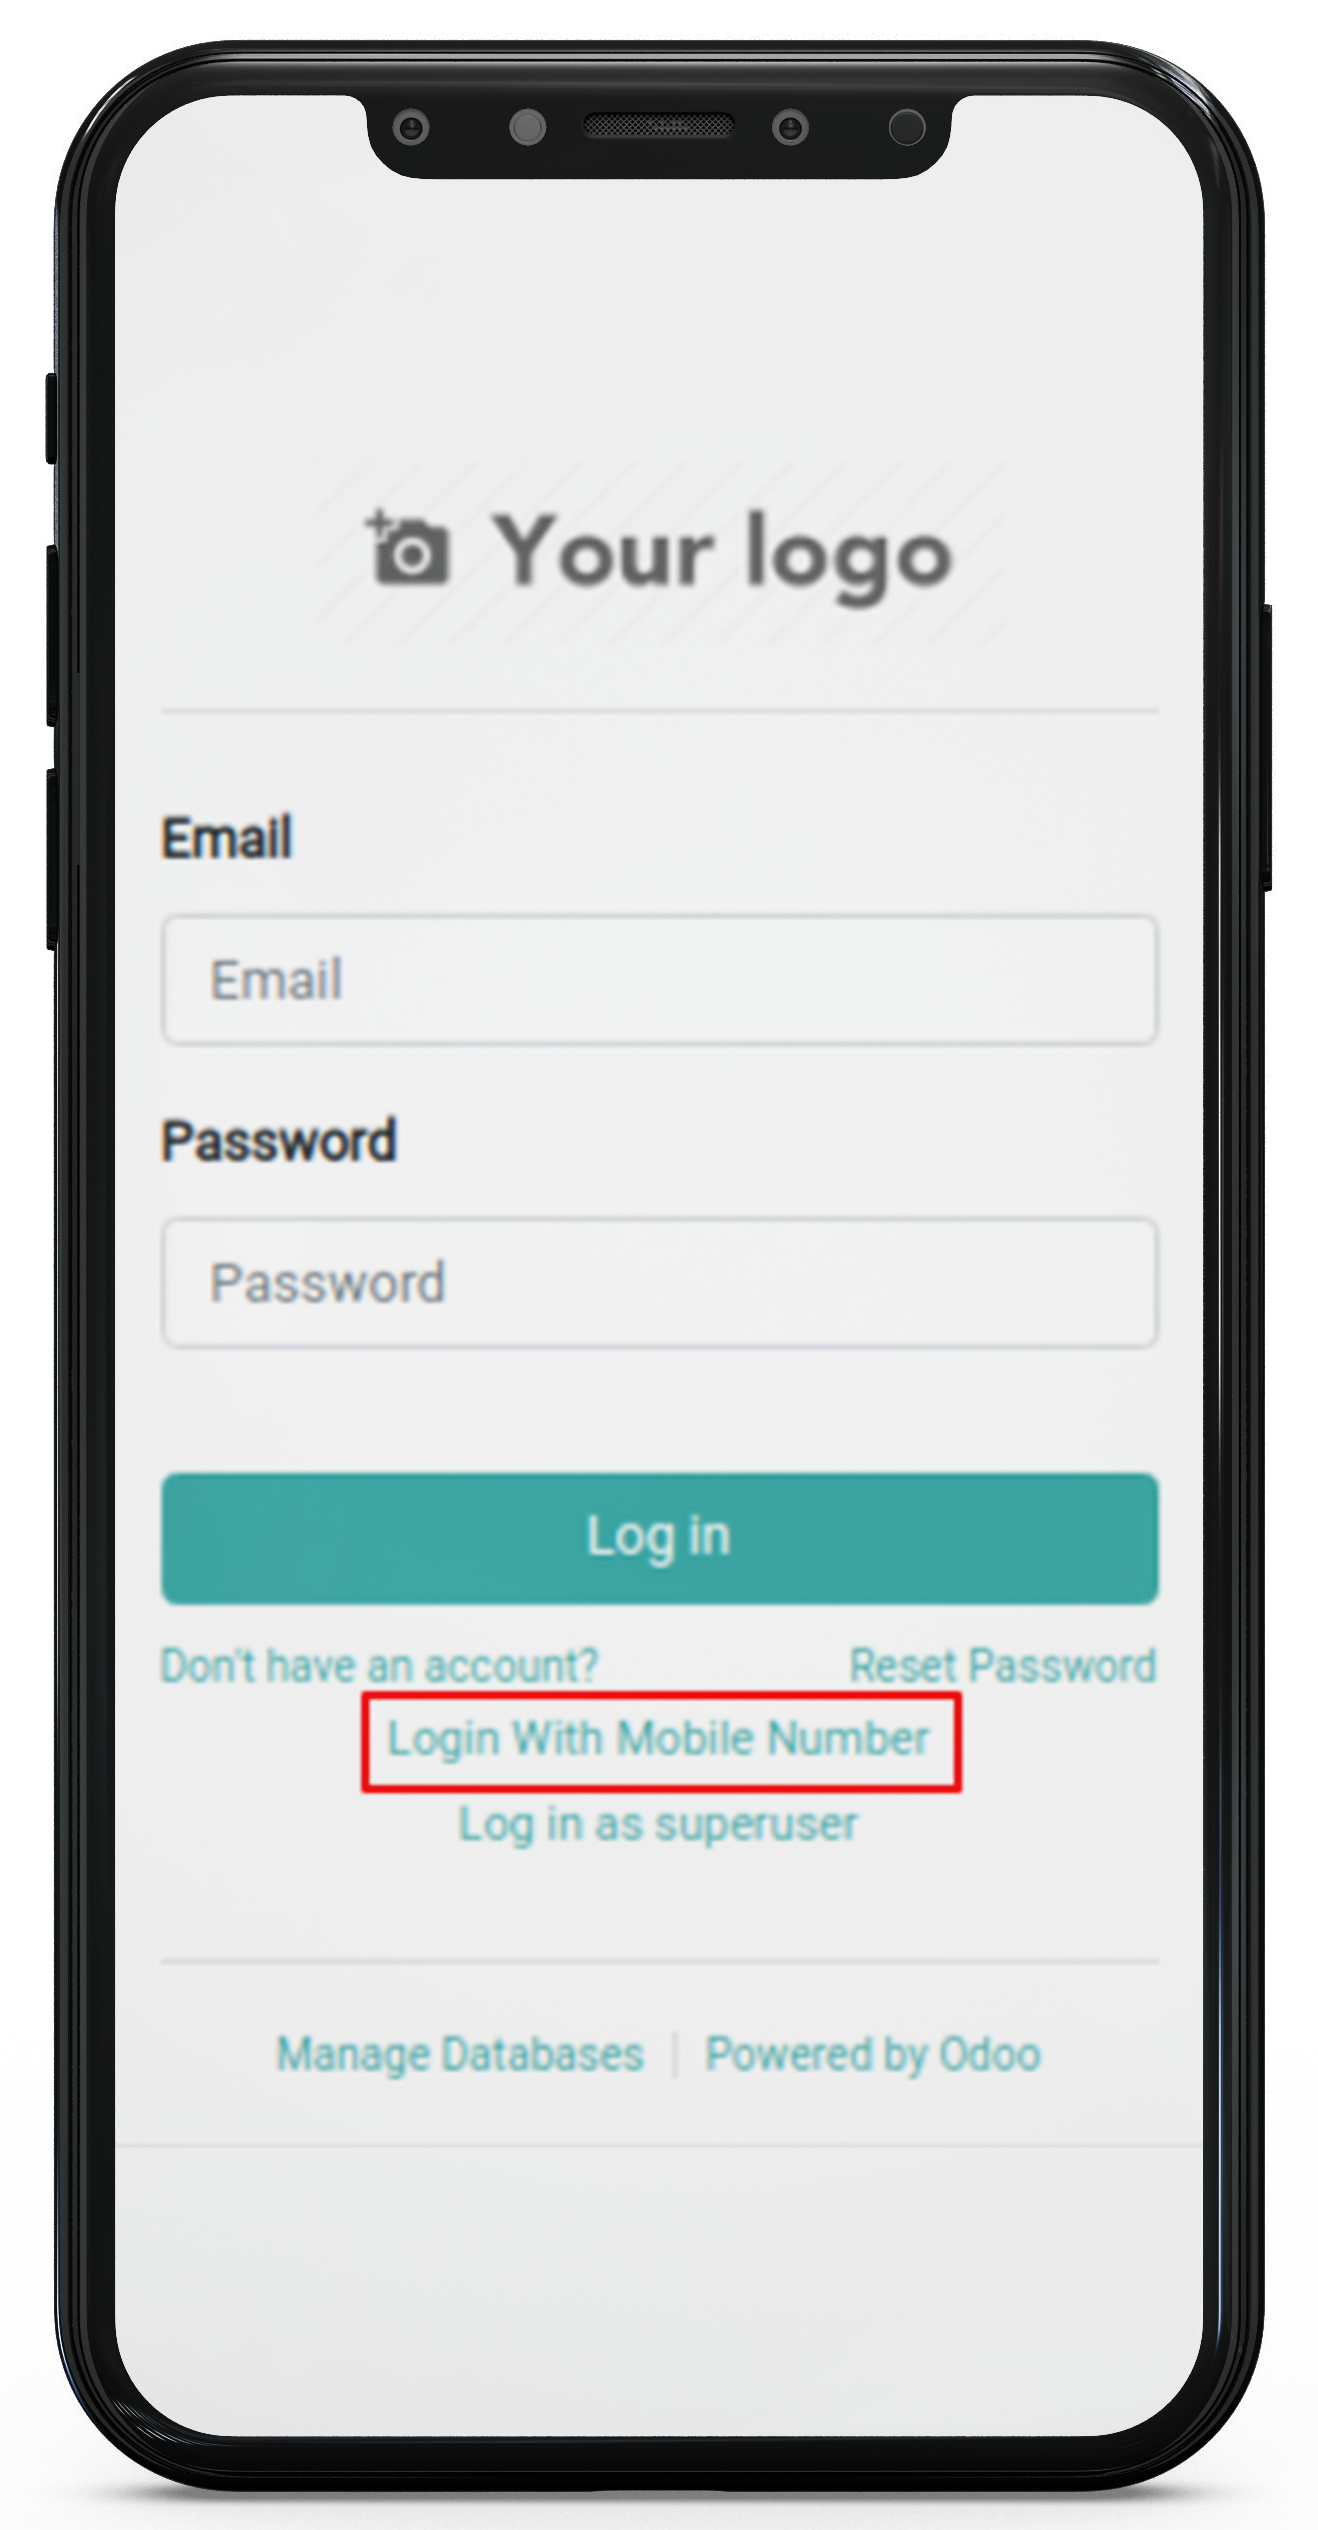 Your logo
Email
Email
Password
Password
Log in
Don't have an account? Reset Password
Login With Mobile Number
Log in as superuser
Manage Databases | Powered by Odoo